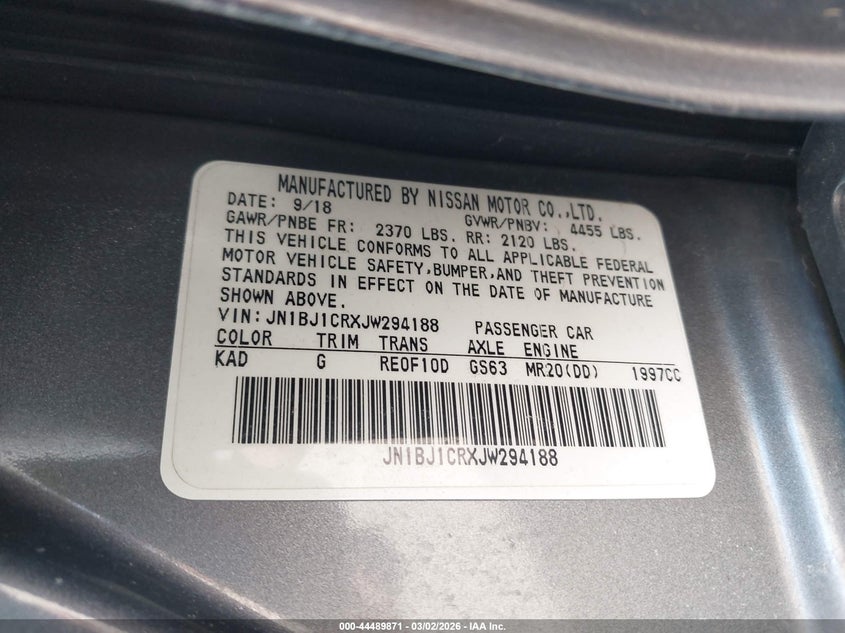 MANUFACTURED BY NISSAN MOTOR CO.,LTD.
DATE: 9/18 GVWR/PNBV: 4455 LBS.
GAWR/PNBE FR: 2370 LBS. RR: 2120 LBS.
THIS VEHICLE CONFORMS TO ALL APPLICABLE FEDERAL
MOTOR VEHICLE SAFETY,BUMPER,AND THEFT PREVENTION
STANDARDS IN EFFECT ON THE DATE OF MANUFACTURE
SHOWN ABOVE.
VIN: JN1BJ1CRXJW294188 PASSENGER CAR
COLOR TRIM TRANS AXLE ENGINE
KAD G RE0F10D GS63 MR20(DD) 1997CC
JN1BJ1CRXJW294188
000-44489871 | 03/02/2026 - IAA Inc.